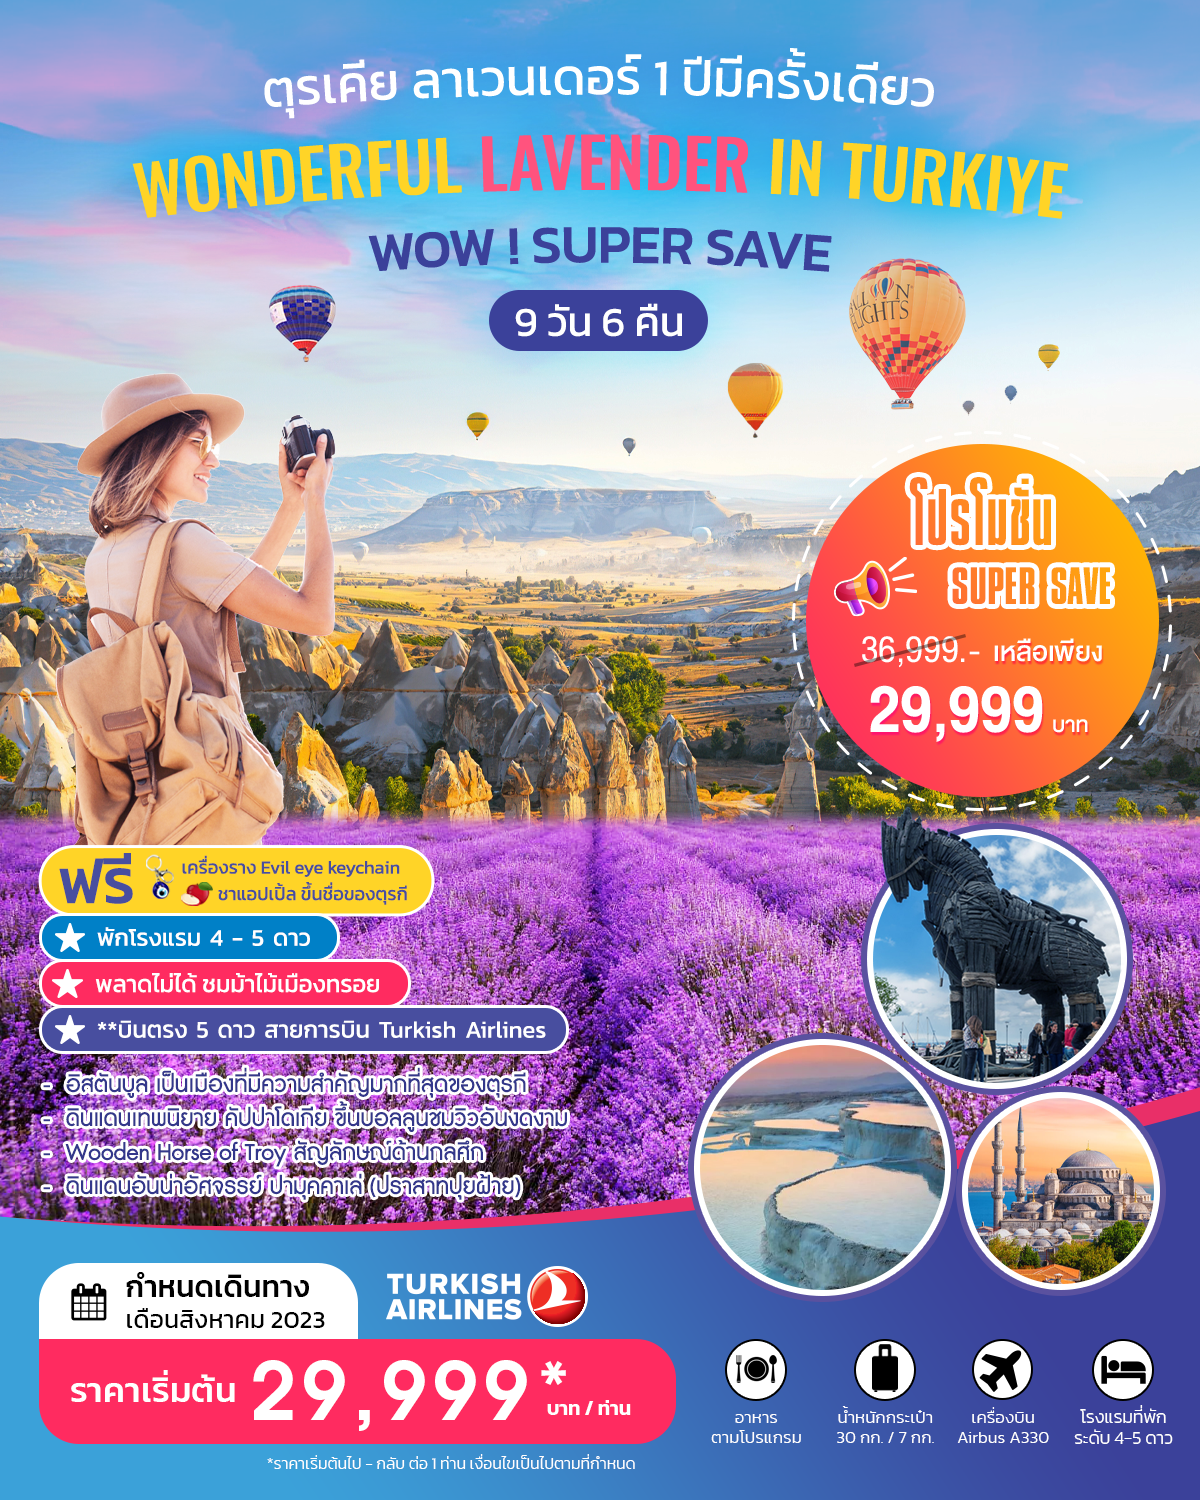 ตุรเคีย ลาเวนเดอร์ 1 ปีมีครั้งเดียว
WONDERFUL LAVENDER IN TURKIYE
WOW ! SUPER SAVE
9 วัน 6 คืน
BALLOON
FLIGHTS
โปรโมชั่น
SUPER SAVE
36,999.- เหลือเพียง
29,999 บาท
ฟรี
เครื่องราง Evil eye keychain
ชาแอปเปิ้ล ขึ้นชื่อของตุรกี
พักโรงแรม 4 - 5 ดาว
พลาดไม่ได้ ชมม้าไม้เมืองทรอย
**บินตรง 5 ดาว สายการบิน Turkish Airlines
- อิสตันบูล เป็นเมืองที่มีความสำคัญมากที่สุดของตุรกี
- ดินแดนเทพนิยาย คัปปาโดเกีย ขึ้นบอลลูนชมวิวอันงดงาม
- Wooden Horse of Troy สัญลักษณ์ด้านกลศึก
- ดินแดนอันน่าอัศจรรย์ ปามุคคาเล่ (ปราสาทปุยฝ้าย)
กำหนดเดินทาง
เดือนสิงหาคม 2023
TURKISH
AIRLINES
ราคาเริ่มต้น 29,999* บาท / ท่าน
*ราคาเริ่มต้นไป - กลับ ต่อ 1 ท่าน เงื่อนไขเป็นไปตามที่กำหนด
อาหาร
ตามโปรแกรม
น้ำหนักกระเป๋า
30 กก. / 7 กก.
เครื่องบิน
Airbus A330
โรงแรมที่พัก
ระดับ 4-5 ดาว